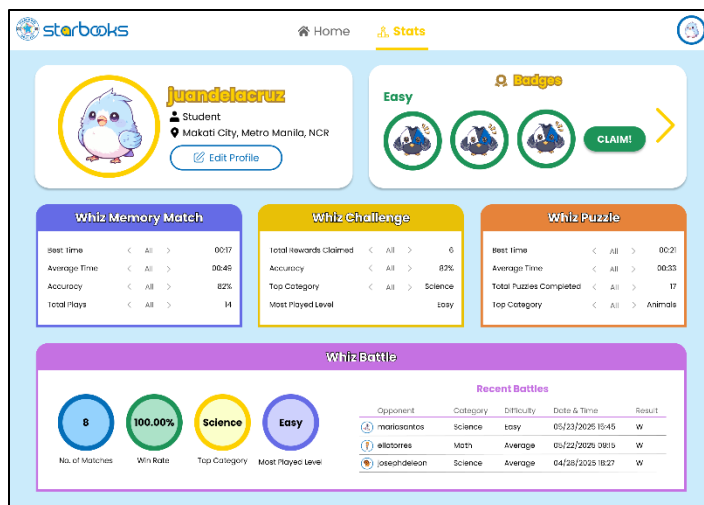 starbooks
Home
Stats
juandelacruz
Student
Makati City, Metro Manila, NCR
Edit Profile
Badges
Easy
CLAIM!
Whiz Memory Match
Best Time < All > 00:17
Average Time < All > 00:49
Accuracy < All > 82%
Total Plays < All > 14
Whiz Challenge
Total Rewards Claimed < All > 6
Accuracy < All > 82%
Top Category < All > Science
Most Played Level Easy
Whiz Puzzle
Best Time < All > 00:21
Average Time < All > 00:33
Total Puzzles Completed < All > 17
Top Category < All > Animals
Whiz Battle
8
No. of Matches
100.00%
Win Rate
Science
Top Category
Easy
Most Played Level
Recent Battles
Opponent Category Difficulty Date & Time Result
mariasantos Science Easy 05/23/2025 15:45 W
ellatorres Math Average 05/22/2025 09:15 W
josephdeleon Science Average 04/28/2025 18:27 W